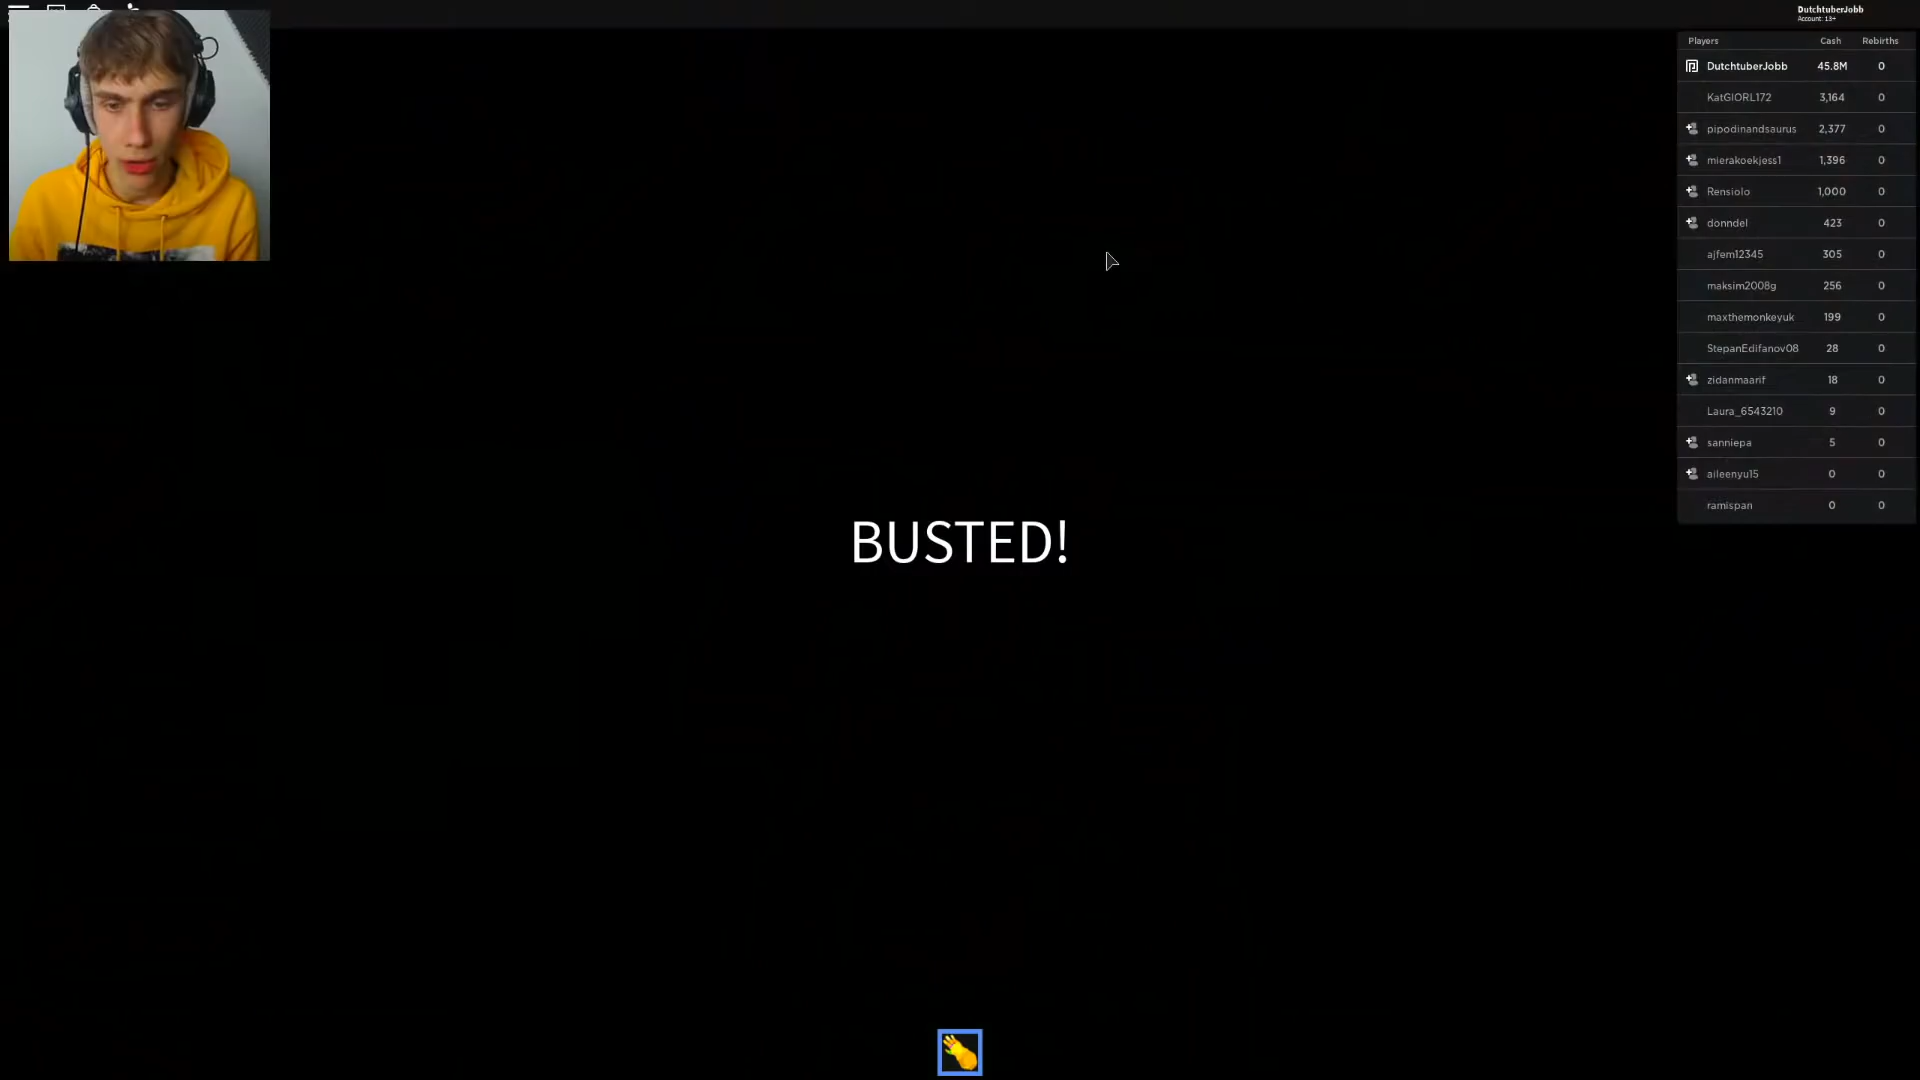 DutchtuberJobb
Account: 13+
Players Cash Rebirths
DutchtuberJobb 45.8M 0
KatGIORL172 3,164 0
pipodinandsaurus 2,377 0
mierakoekjess1 1,396 0
Rensiolo 1,000 0
donndel 423 0
ajfem12345 305 0
maksim2008g 256 0
maxthemonkeyuk 199 0
StepanEdifanov08 28 0
zidanmaarif 18 0
Laura_6543210 9 0
sanniepa 5 0
aileenyu15 0 0
ramispan 0 0
BUSTED!